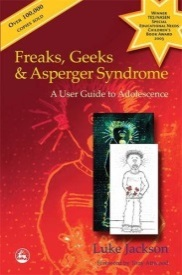 Over 100,000
COPIES SOLD
WINNER
TES/NASEN
SPECIAL
EDUCATIONAL NEEDS
CHILDREN'S
BOOK AWARD
2003
Freaks, Geeks
& Asperger Syndrome
A User Guide to Adolescence
Luke Jackson